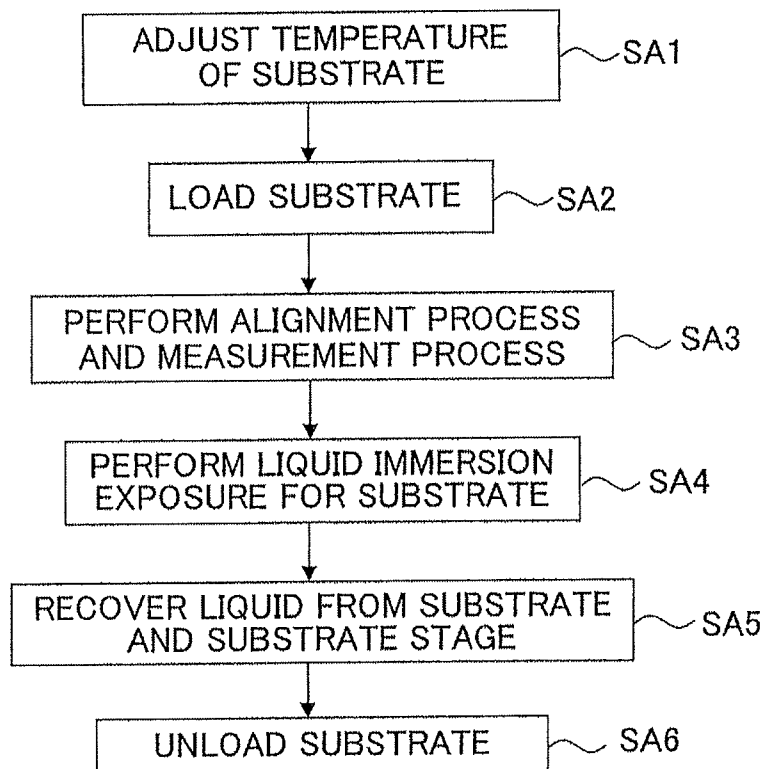 ADJUST TEMPERATURE
OF SUBSTRATE
SA1
LOAD SUBSTRATE
SA2
PERFORM ALIGNMENT PROCESS
AND MEASUREMENT PROCESS
SA3
PERFORM LIQUID IMMERSION
EXPOSURE FOR SUBSTRATE
SA4
RECOVER LIQUID FROM SUBSTRATE
AND SUBSTRATE STAGE
SA5
UNLOAD SUBSTRATE
SA6